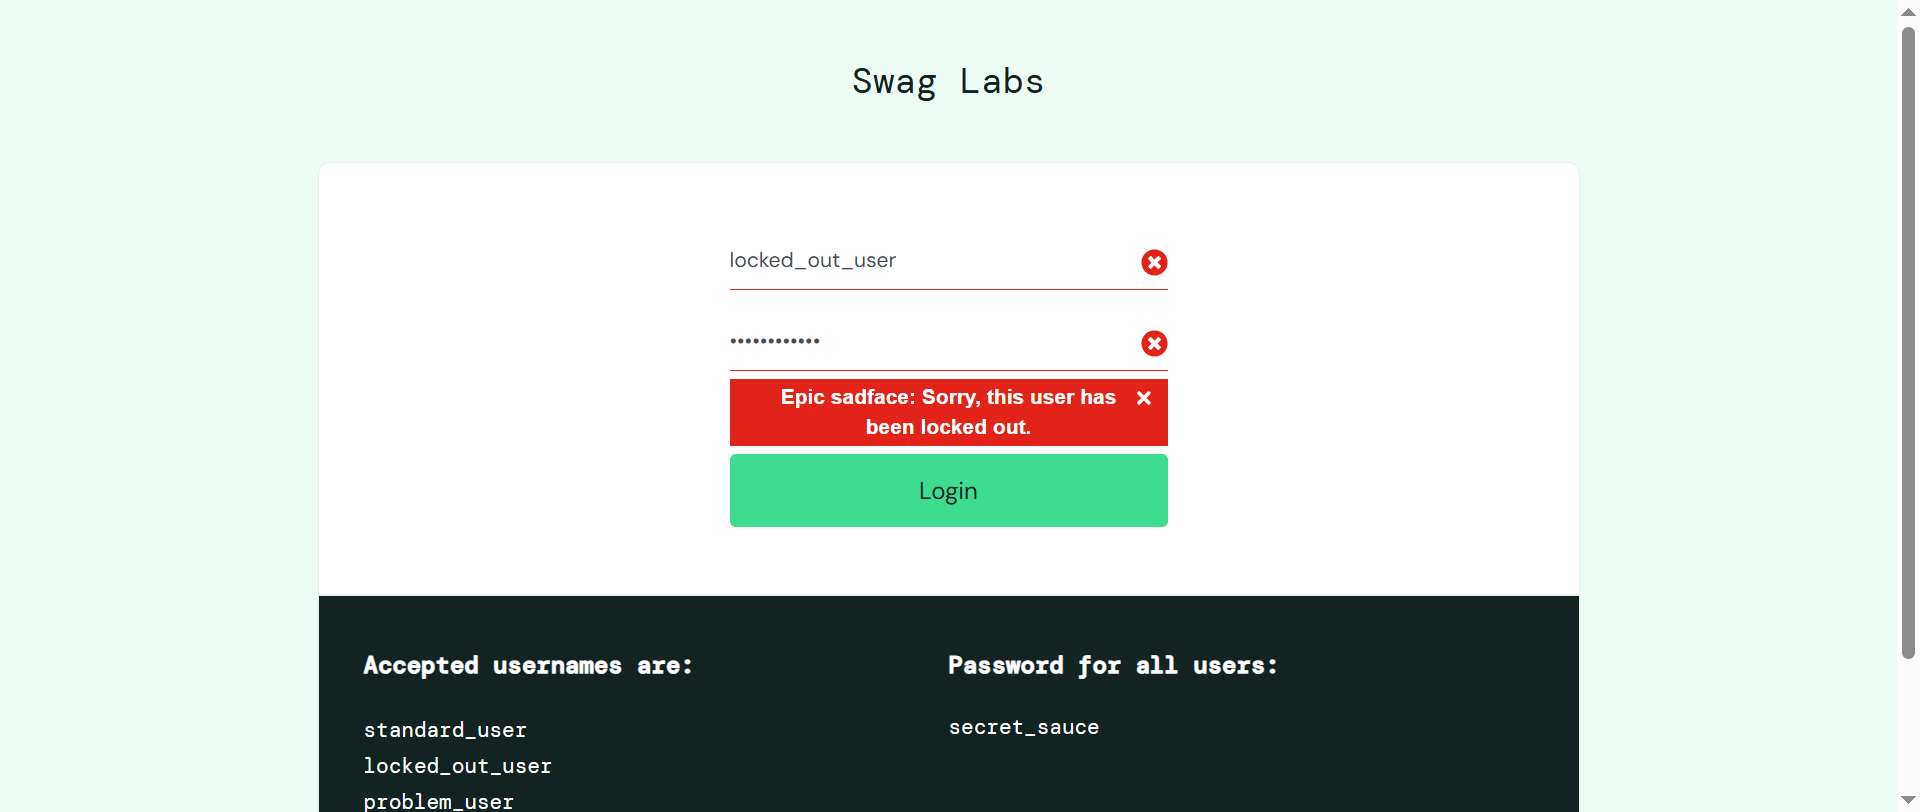 Swag Labs
locked_out_user
••••••••••••
Epic sadface: Sorry, this user has
been locked out.
Login
Accepted usernames are:
standard_user
locked_out_user
problem_user
Password for all users:
secret_sauce